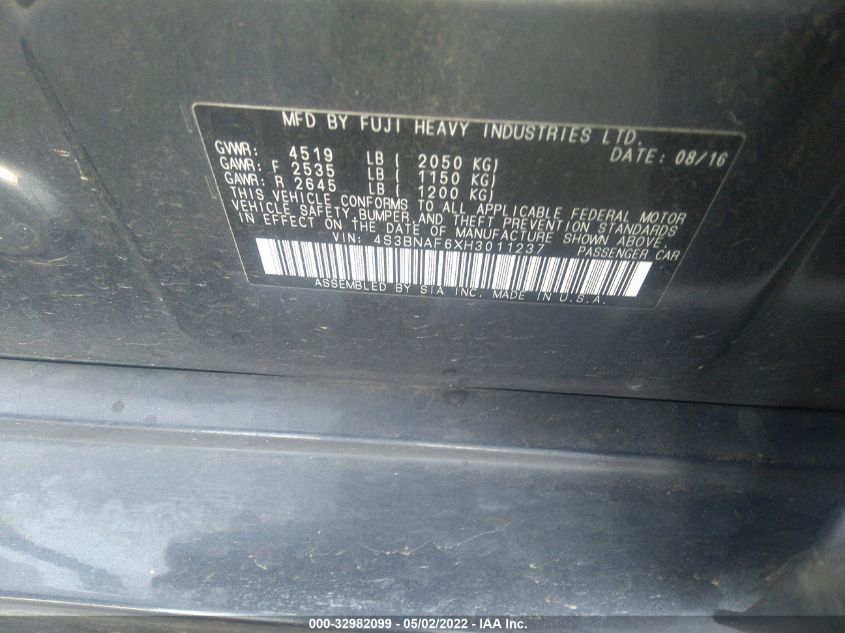 MFD BY FUJI HEAVY INDUSTRIES LTD.
GVWR: 4519 LB ( 2050 KG) DATE: 08/16
GAWR: F 2535 LB ( 1150 KG)
GAWR: R 2645 LB ( 1200 KG)
THIS VEHICLE CONFORMS TO ALL APPLICABLE FEDERAL MOTOR
VEHICLE SAFETY, BUMPER, AND THEFT PREVENTION STANDARDS
IN EFFECT ON THE DATE OF MANUFACTURE SHOWN ABOVE.
VIN: 4S3BNAF6XH3011237 PASSENGER CAR
ASSEMBLED BY SIA INC. MADE IN U.S.A.
000-32982099 - 05/02/2022 - IAA Inc.